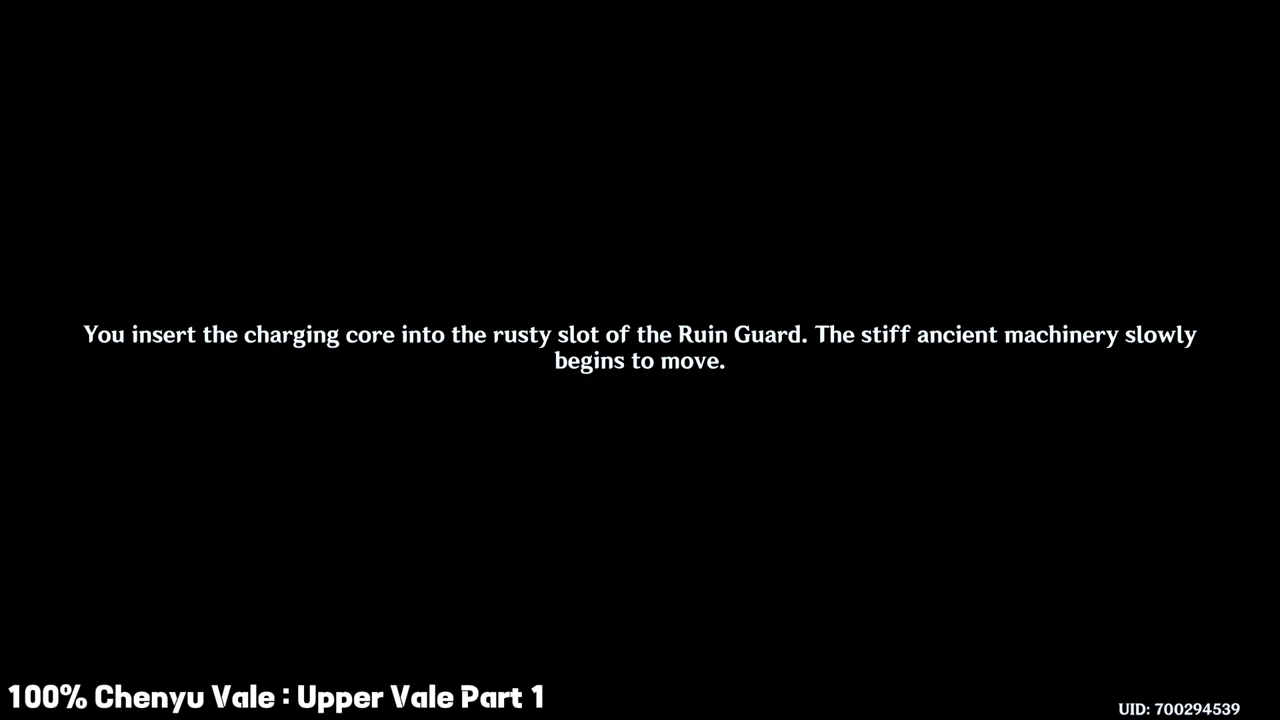 You insert the charging core into the rusty slot of the Ruin Guard. The stiff ancient machinery slowly
begins to move.
100% Chenyu Vale : Upper Vale Part 1
UID: 700294539